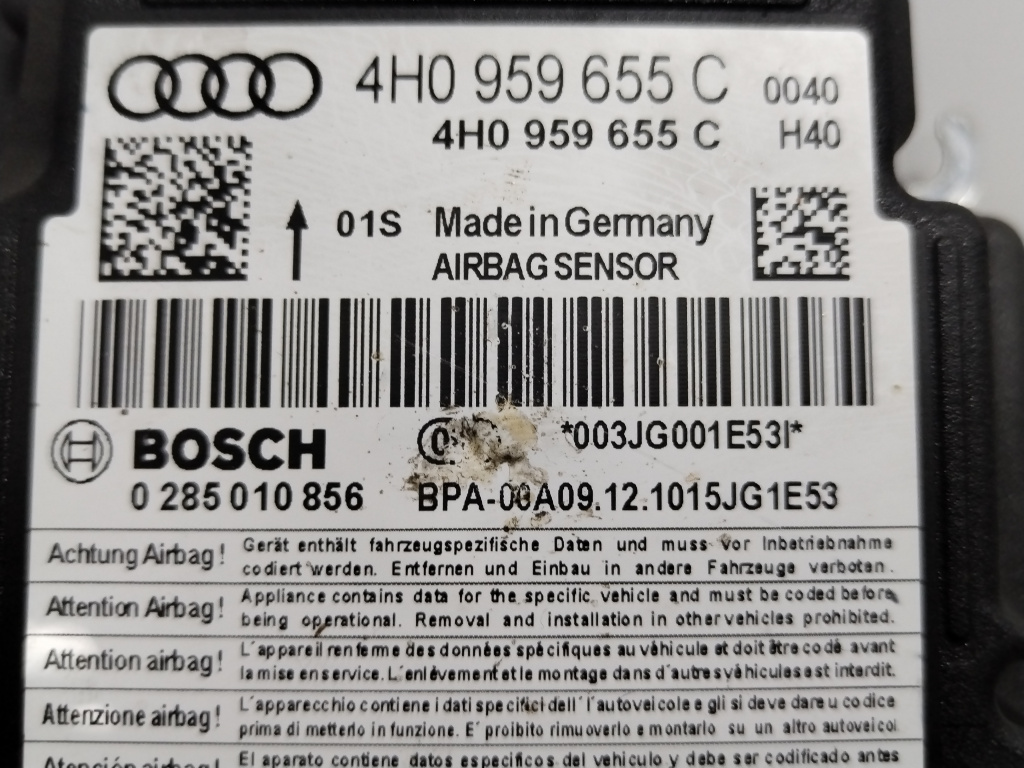 4H0 959 655 C 0040
4H0 959 655 C H40
01S Made in Germany
AIRBAG SENSOR
BOSCH *003JG001E53I*
0 285 010 856 BPA-00A09.12.1015JG1E53
Achtung Airbag! Gerät enthält fahrzeugspezifische Daten und muss vor Inbetriebnahme
codiert werden. Entfernen und Einbau in andere Fahrzeuge verboten.
Attention Airbag! Appliance contains data for the specific vehicle and must be coded before
being operational. Removal and installation in other vehicles prohibited.
Attention airbag! L'appareil renferme des données spécifiques au véhicule et doit être codé avant
la mise en service. L'enlèvement et le montage dans d'autres véhicules est interdit.
Attenzione airbag! L'apparecchio contiene i dati specifici dell'autoveicolo e gli si deve dare u codice
prima di metterlo in funzione. E' proibito rimuoverlo e montarlo su un altro autoveicol
Atención airbag! El aparato contiene datos específicos del vehículo y debe ser codificado antes